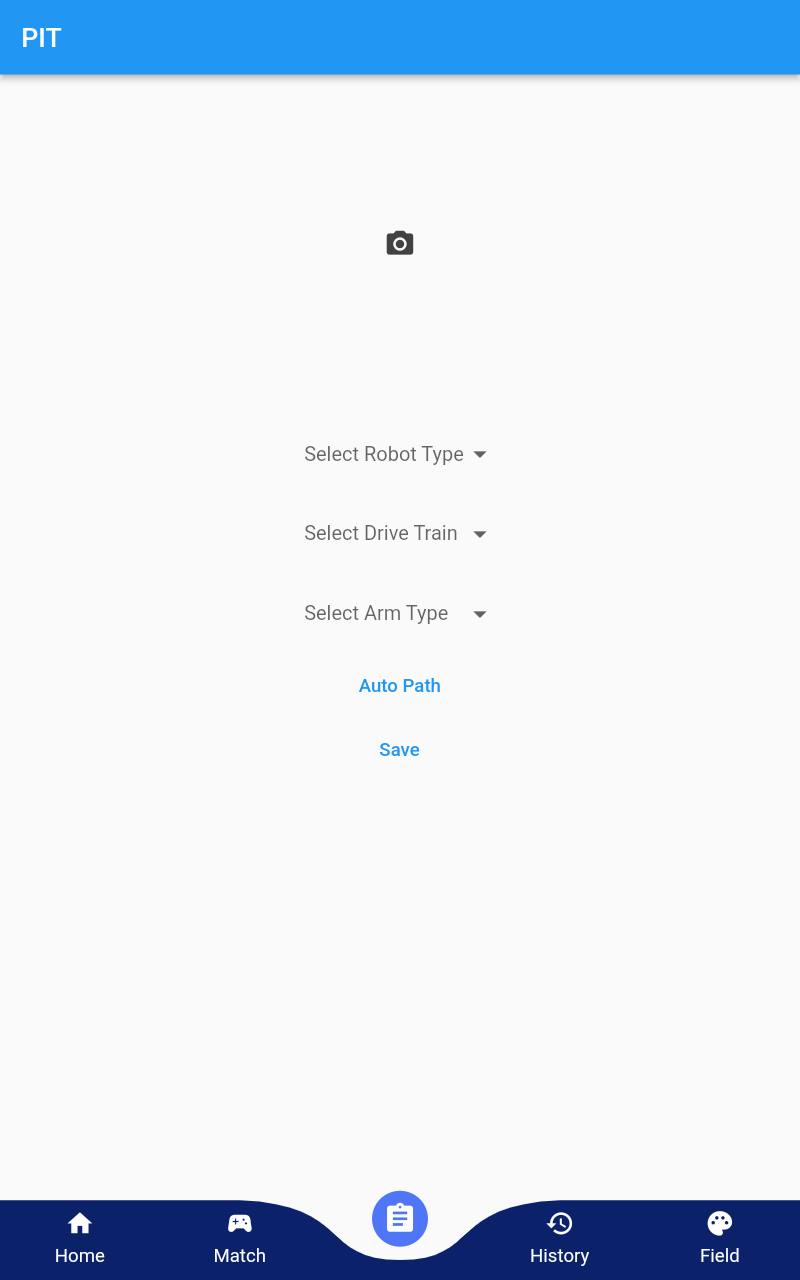 PIT
Select Robot Type
Select Drive Train
Select Arm Type
Auto Path
Save
Home
Match
History
Field